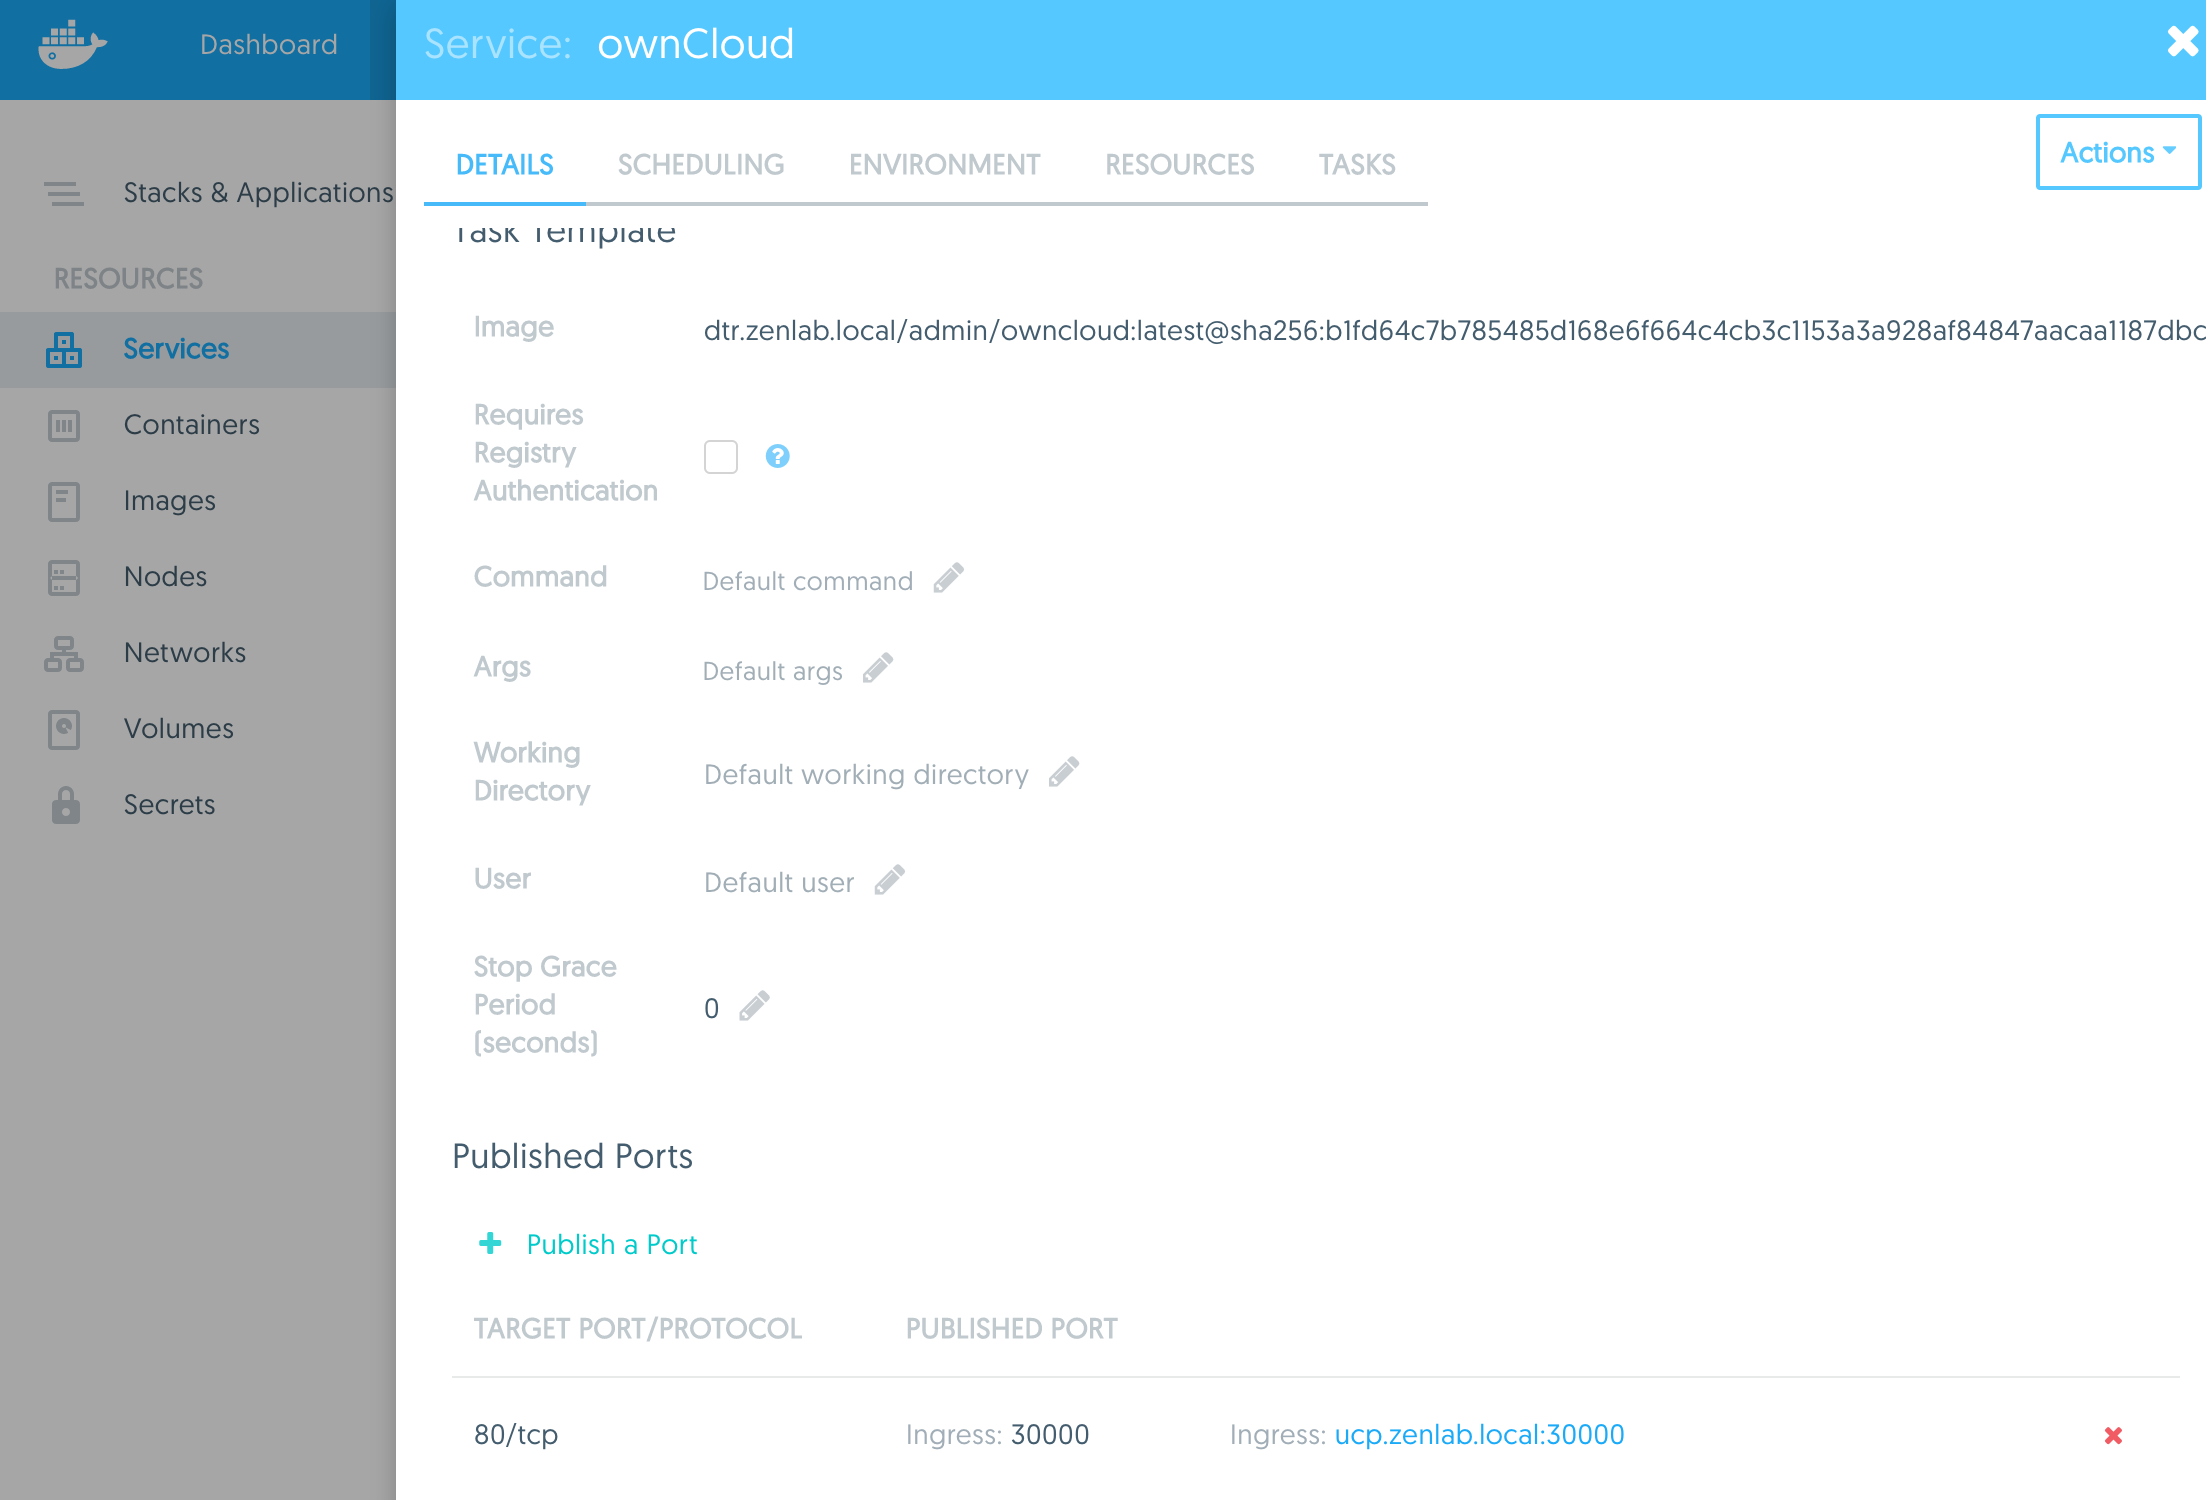 Dashboard
Service: ownCloud
Stacks & Applications
RESOURCES
Services
Containers
Images
Nodes
Networks
Volumes
Secrets
DETAILS SCHEDULING ENVIRONMENT RESOURCES TASKS
Actions
Task Template
Image dtr.zenlab.local/admin/owncloud:latest@sha256:b1fd64c7b785485d168e6f664c4cb3c1153a3a928af84847aacaa1187dbc
Requires
Registry
Authentication
?
Command Default command
Args Default args
Working
Directory
Default working directory
User Default user
Stop Grace
Period
(seconds)
0
Published Ports
Publish a Port
TARGET PORT/PROTOCOL PUBLISHED PORT
80/tcp Ingress: 30000 Ingress: ucp.zenlab.local:30000